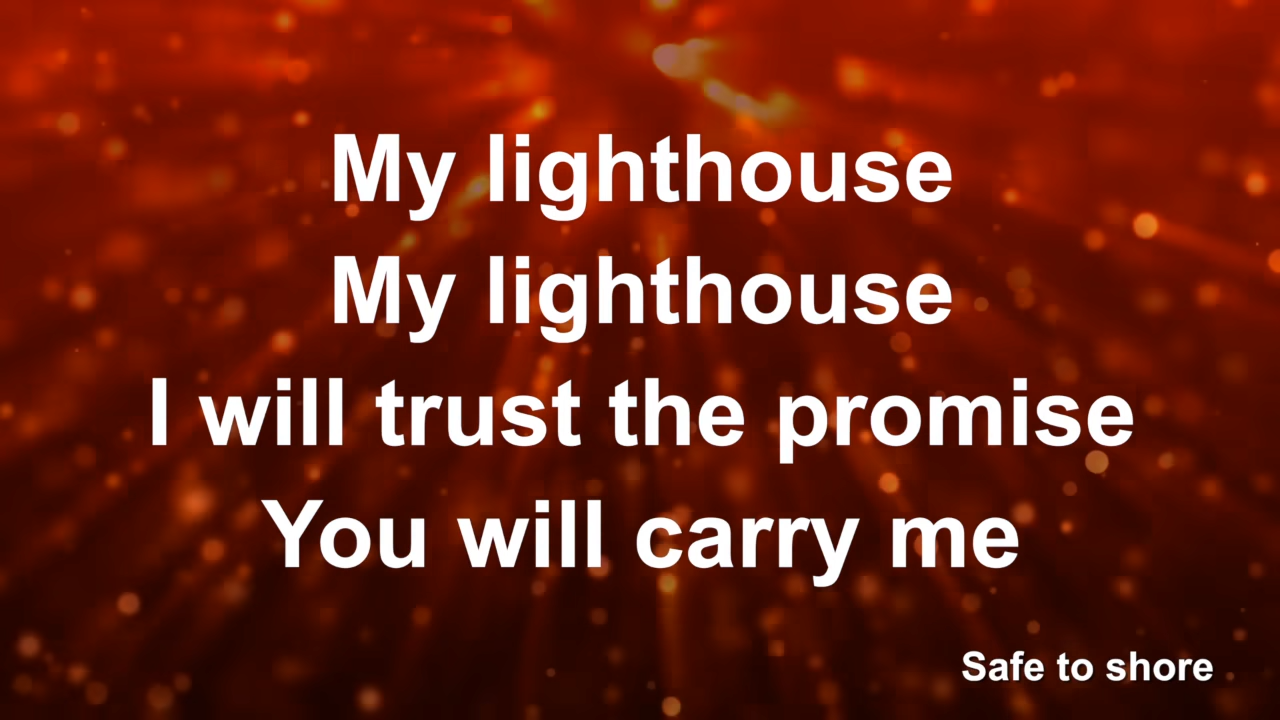 My lighthouse
My lighthouse
I will trust the promise
You will carry me
Safe to shore